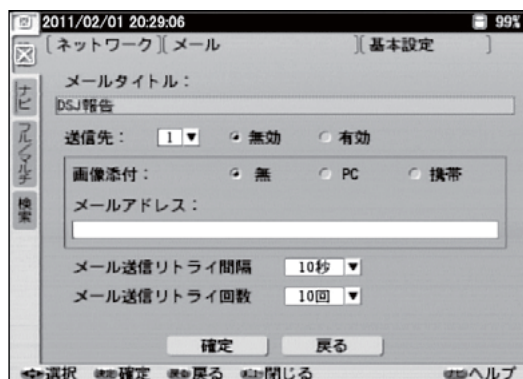 2011/02/01 20:29:06 99%
[ネットワーク][メール ][基本設定 ]
メールタイトル：
DSJ報告
送信先： 1 ▼ 無効 有効
画像添付： 無 PC 携帯
メールアドレス：
メール送信リトライ間隔 10秒 ▼
メール送信リトライ回数 10回 ▼
確定 戻る
ナビ
フル/マルチ
検索
選択 確定 戻る 閉じる ヘルプ